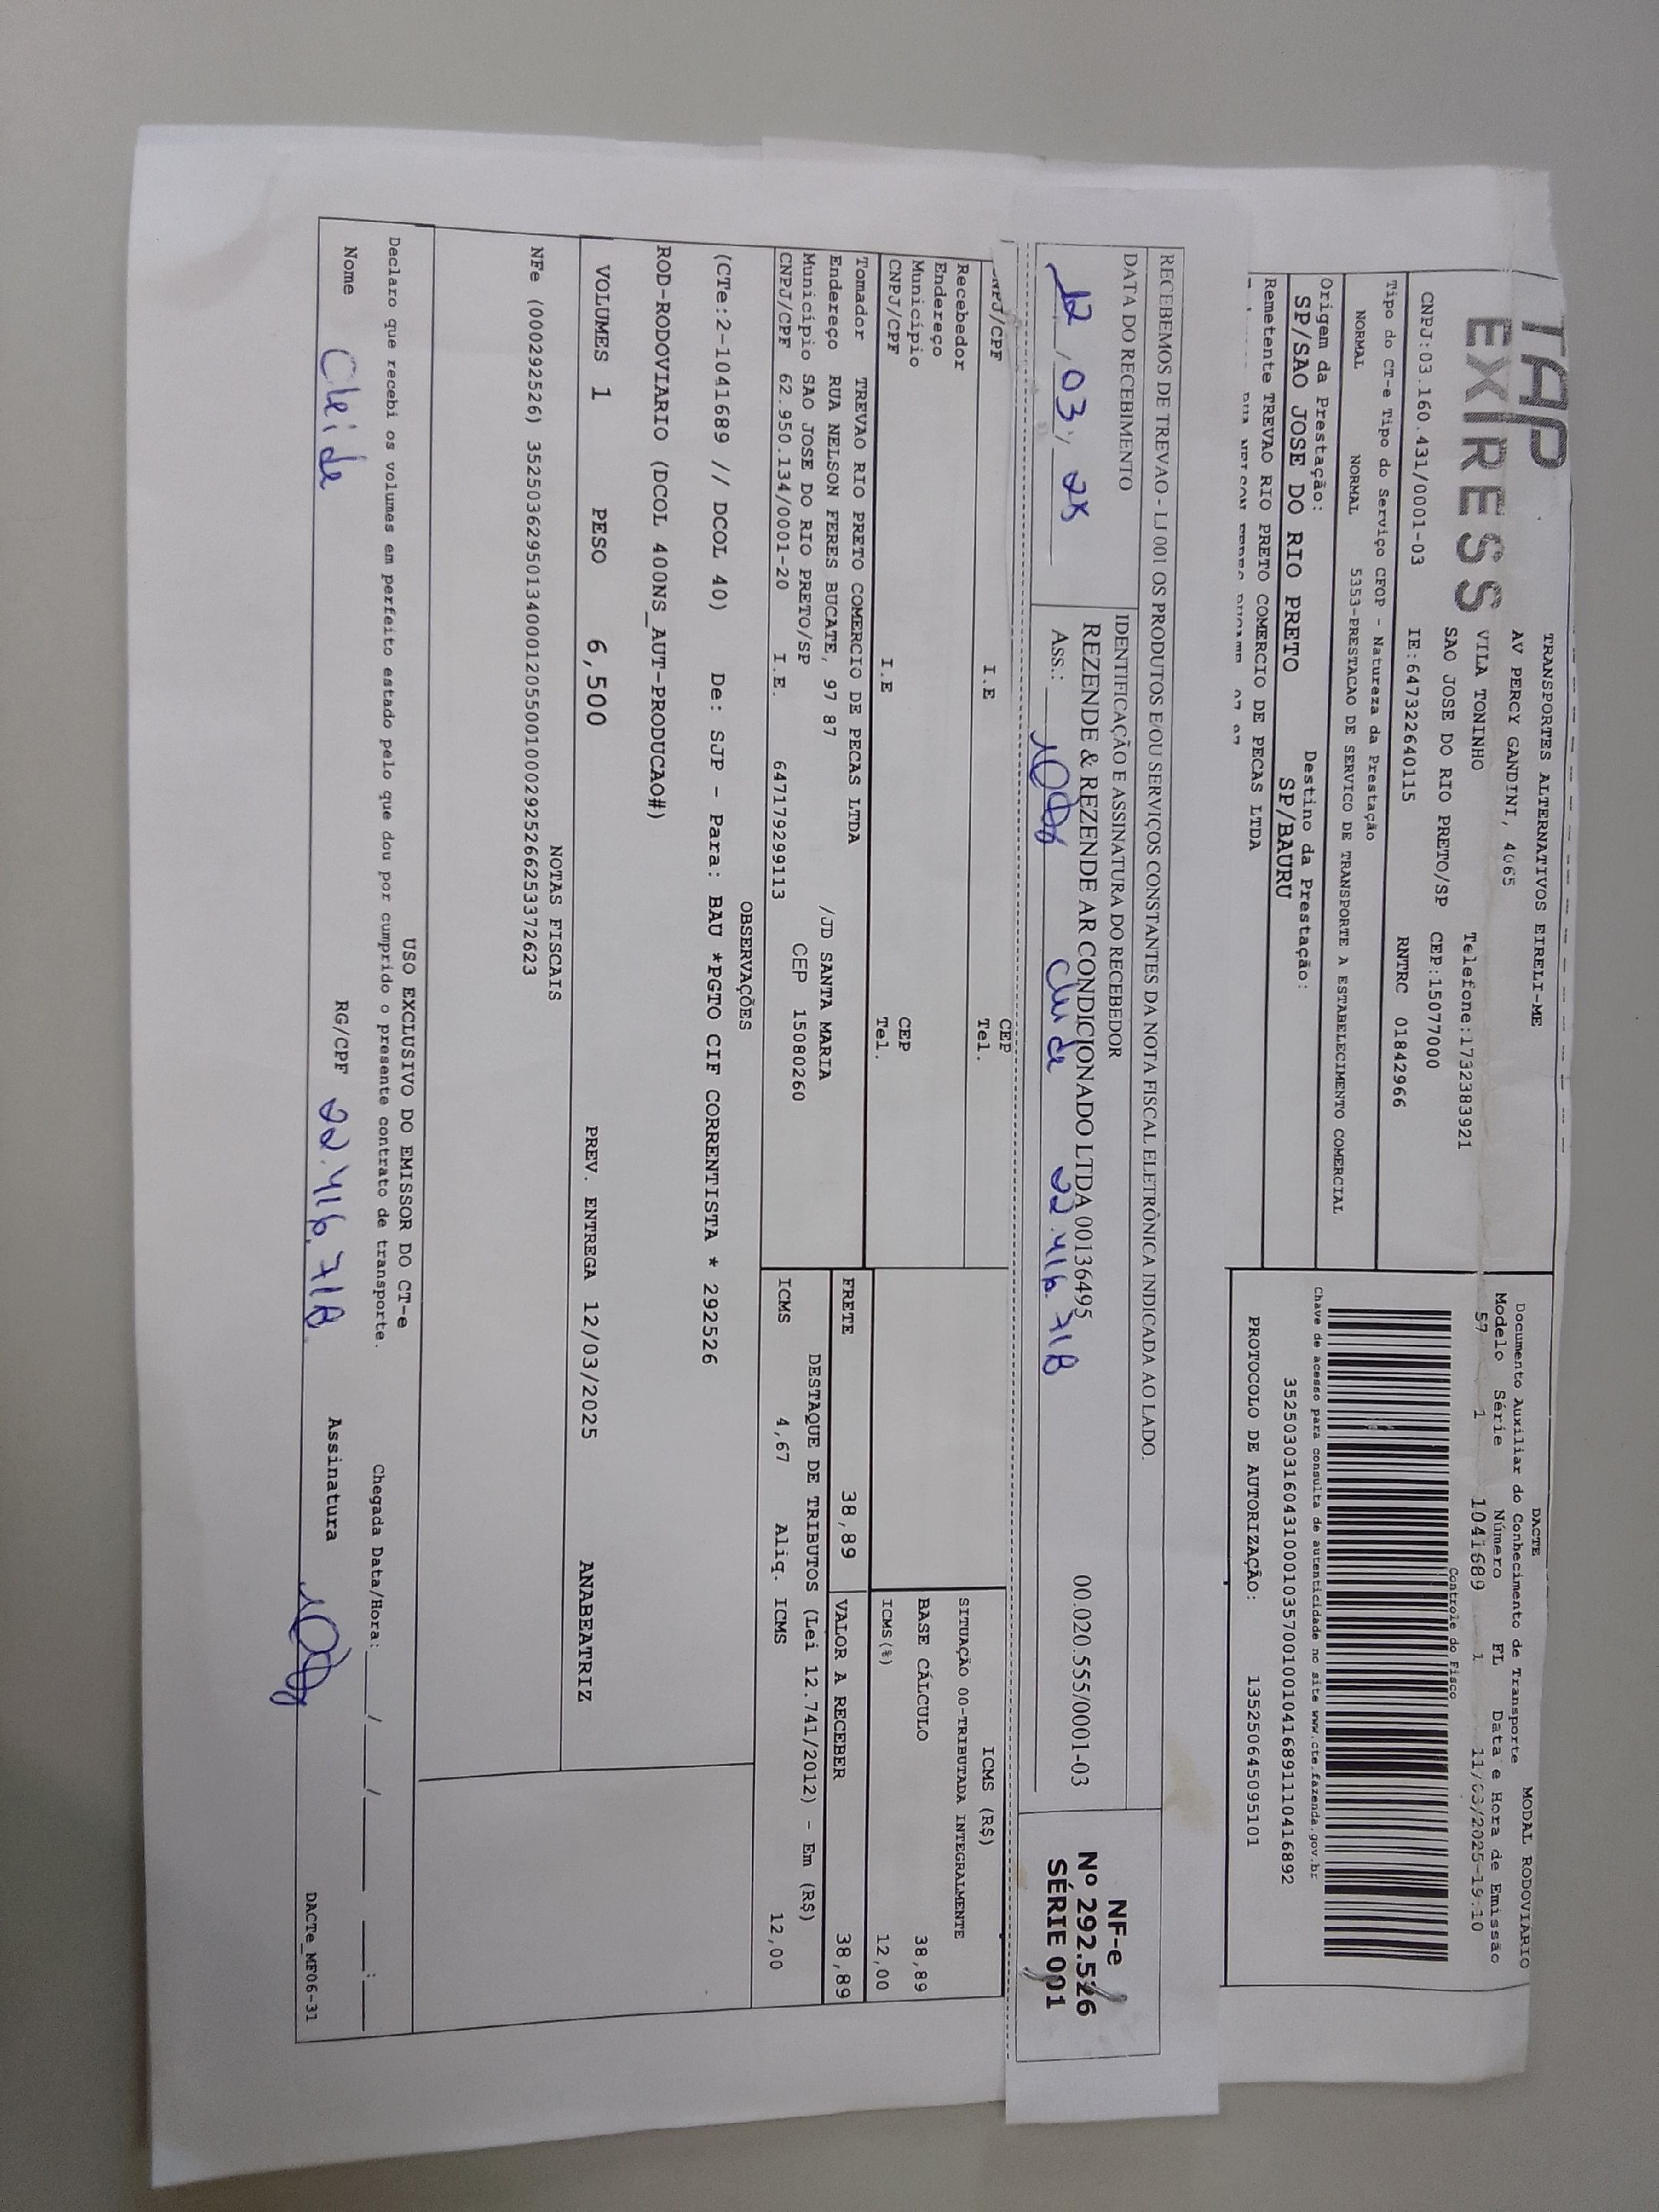 TAP
EXPRESS
TRANSPORTES ALTERNATIVOS EIRELI-ME
AV PERCY GANDINI, 4065
VILA TONINHO Telefone:1732383921
SAO JOSE DO RIO PRETO/SP CEP:15077000
CNPJ:03.160.431/0001-03 IE:647322640115 RNTRC 01842966
Tipo do CT-e Tipo do Serviço CFOP - Natureza da Prestação
NORMAL NORMAL 5353-PRESTACAO DE SERVICO DE TRANSPORTE A ESTABELECIMENTO COMERCIAL
Origem da Prestação: Destino da Prestação:
SP/SAO JOSE DO RIO PRETO SP/BAURU
Remetente TREVAO RIO PRETO COMERCIO DE PECAS LTDA
DACTE MODAL RODOVIARIO
Documento Auxiliar do Conhecimento de Transporte
Modelo Série Número FL Data e Hora de Emissão
57 1 1041689 1 11/03/2025-19:10
Controle do Fisco
Chave de acesso para consulta de autenticidade no site www.cte.fazenda.gov.br
35250303160431000103570010010416891110416892
PROTOCOLO DE AUTORIZAÇÃO: 135250645095101
RECEBEMOS DE TREVAO - LJ 001 OS PRODUTOS E/OU SERVIÇOS CONSTANTES DA NOTA FISCAL ELETRÔNICA INDICADA AO LADO.
DATA DO RECEBIMENTO IDENTIFICAÇÃO E ASSINATURA DO RECEBEDOR
REZENDE & REZENDE AR CONDICIONADO LTDA 00136495 00.020.555/0001-03
12/03/25 Ass.: Cleide 22.416.718
NF-e
Nº 292.526
SÉRIE 001
CNPJ/CPF I.E CEP
Tel.
Recebedor
Endereço
Município CEP
CNPJ/CPF I.E Tel.
ICMS (R$)
SITUAÇÃO 00-TRIBUTADA INTEGRALMENTE
BASE CÁLCULO 38,89
ICMS(%) 12,00
Tomador TREVAO RIO PRETO COMERCIO DE PECAS LTDA
Endereço RUA NELSON FERES BUCATE, 97 87 /JD SANTA MARIA
Município SAO JOSE DO RIO PRETO/SP CEP 15080260
CNPJ/CPF 62.950.134/0001-20 I.E. 647179299113
FRETE 38,89 VALOR A RECEBER 38,89
DESTAQUE DE TRIBUTOS (Lei 12.741/2012) - Em (R$)
ICMS 4,67 Aliq. ICMS 12,00
OBSERVAÇÕES
(CTe:2-1041689 // DCOL 40) De: SJP - Para: BAU *PGTO CIF CORRENTISTA * 292526
ROD-RODOVIARIO (DCOL 400NS_AUT-PRODUCAO#)
VOLUMES 1 PESO 6,500 PREV. ENTREGA 12/03/2025 ANABEATRIZ
NOTAS FISCAIS
NFe (000292526) 35250362950134000120550010002925266253372623
USO EXCLUSIVO DO EMISSOR DO CT-e
Declaro que recebi os volumes em perfeito estado pelo que dou por cumprido o presente contrato de transporte. Chegada Data/Hora: ____/____/____ __:__
Nome Cleide RG/CPF 22.416.718 Assinatura
DACTe_MF06-31